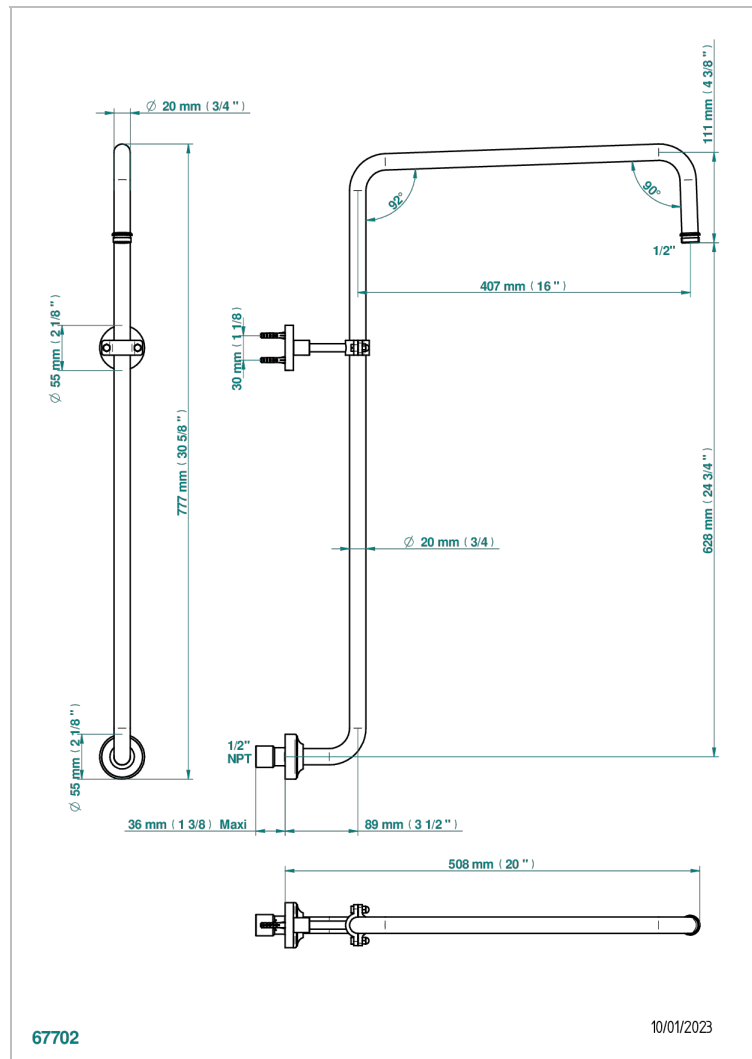 Ø 20 mm ( 3/4 " )
111 mm ( 4 3/8 " )
92°
90°
1/2"
407 mm ( 16 " )
Ø 55 mm ( 2 1/8 " )
30 mm ( 1 1/8 )
777 mm ( 30 5/8" )
628 mm ( 24 3/4 " )
Ø 20 mm ( 3/4 )
Ø 55 mm ( 2 1/8 " )
1/2"
NPT
36 mm ( 1 3/8 ) Maxi
89 mm ( 3 1/2 " )
508 mm ( 20 " )
67702
10/01/2023